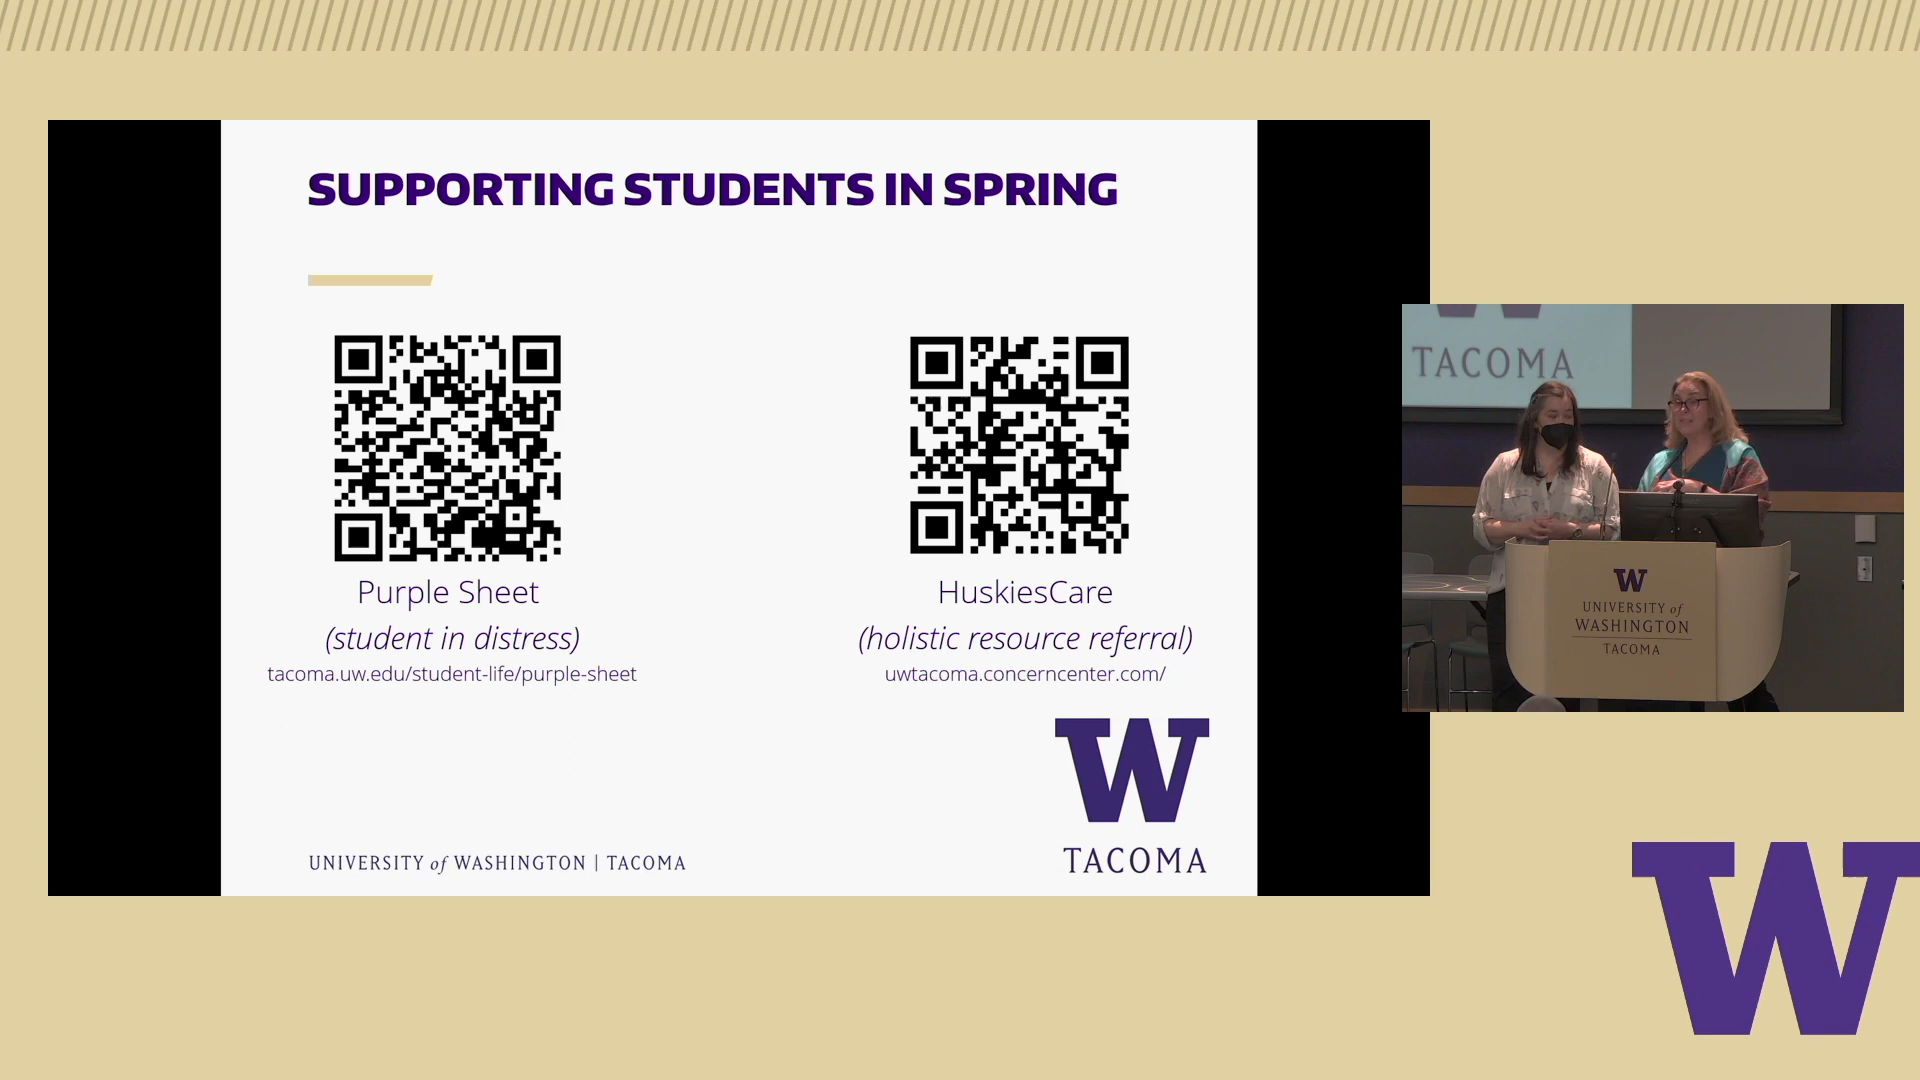 SUPPORTING STUDENTS IN SPRING
Purple Sheet
(student in distress)
tacoma.uw.edu/student-life/purple-sheet
HuskiesCare
(holistic resource referral)
uwtacoma.concerncenter.com/
W
TACOMA
UNIVERSITY of WASHINGTON | TACOMA
TACOMA
W
UNIVERSITY of
WASHINGTON
TACOMA
W